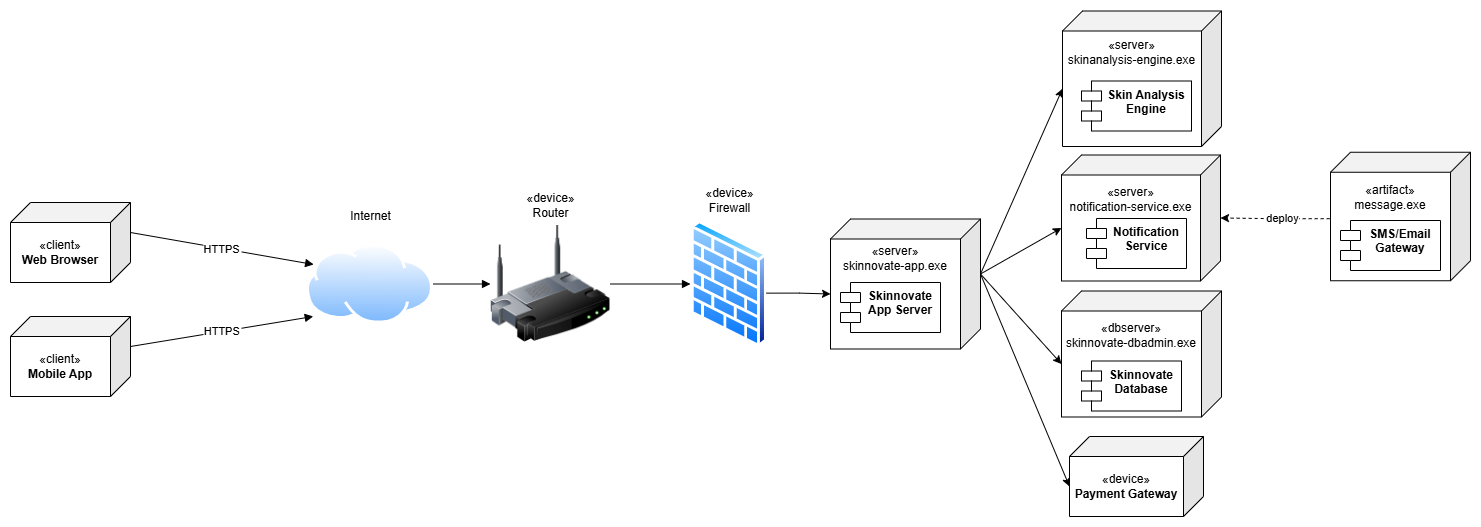 «client»
Web Browser
«client»
Mobile App
HTTPS
HTTPS
Internet
«device»
Router
«device»
Firewall
«server»
skinnovate-app.exe
Skinnovate
App Server
«server»
skinanalysis-engine.exe
Skin Analysis
Engine
«server»
notification-service.exe
Notification
Service
«dbserver»
skinnovate-dbadmin.exe
Skinnovate
Database
«device»
Payment Gateway
deploy
«artifact»
message.exe
SMS/Email
Gateway